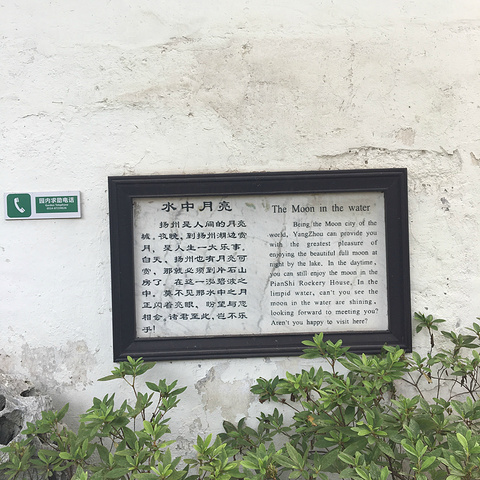 园内求助电话
水中月亮
扬州是人间的月亮
城。夜晚，到扬州湖边赏
月，是人生一大乐事。
白天，扬州也有月亮可
赏，那就必须到片石山
房了。在这一泓碧波之
中，莫不见那水中之月
正闪着亮眼，盼望与您
相会。诸君至此，岂不乐
乎！
The Moon in the water
Being the Moon city of the
world, YangZhou can provide you
with the greatest pleasure of
enjoying the beautiful full moon at
night by the lake. In the daytime,
you can still enjoy the moon in the
PianShi Rockery House. In the
limpid water, can't you see the
moon in the water are shining,
looking forward to meeting you?
Aren't you happy to visit here?